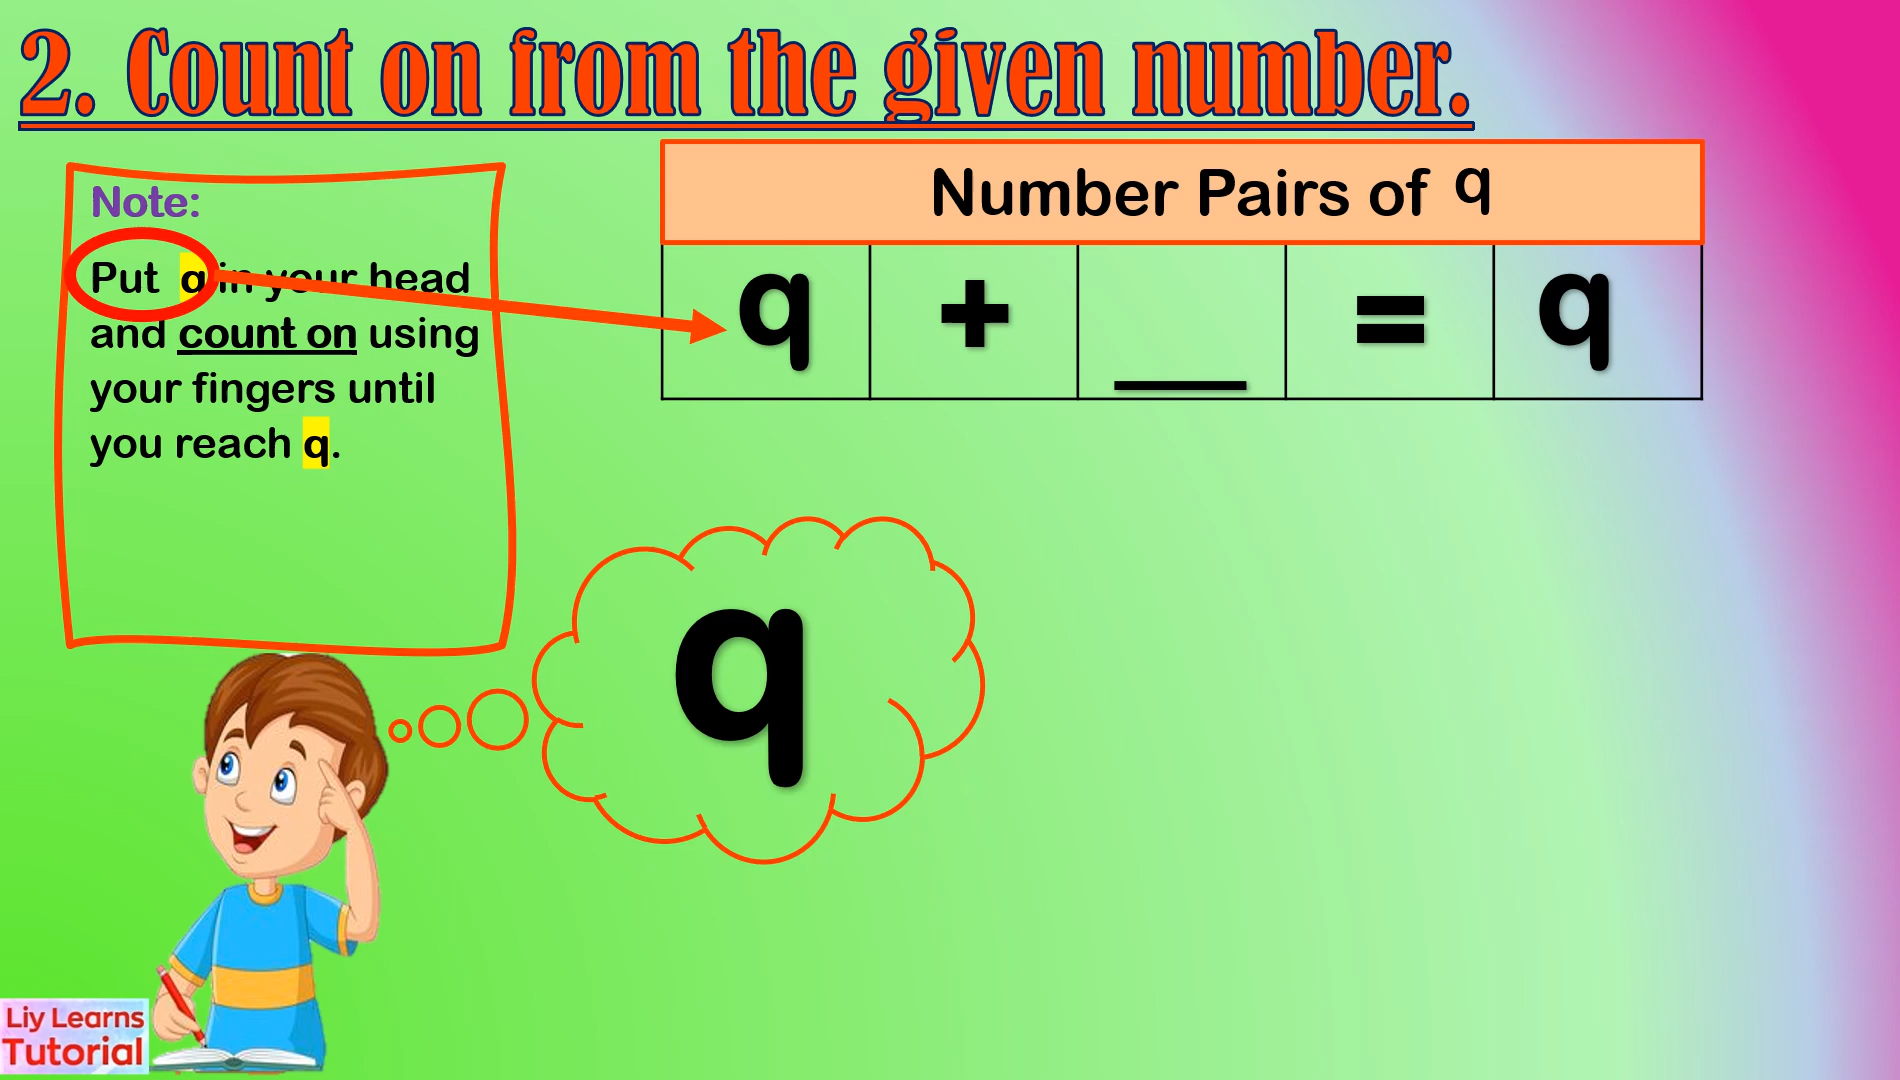 2. Count on from the given number.
Number Pairs of q
Note:
Put q in your head
and count on using
your fingers until
you reach q.
q + ___ = q
q
Liy Learns
Tutorial